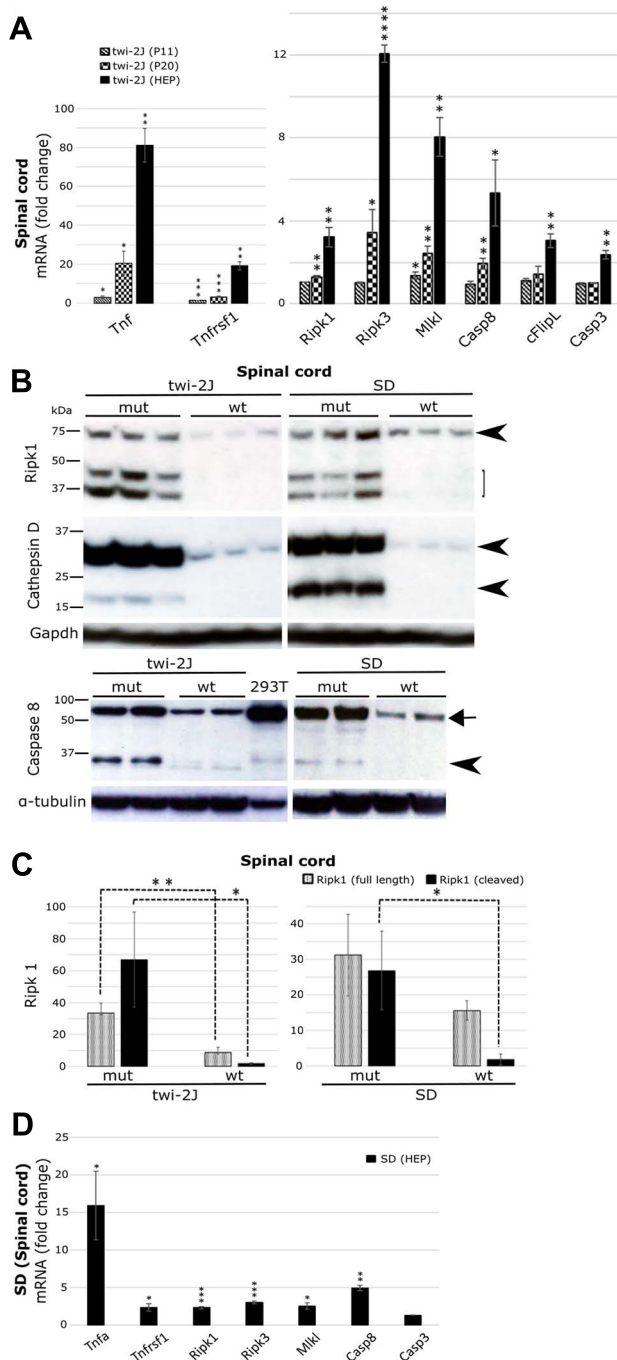 A
twi-2J (P11)
twi-2J (P20)
twi-2J (HEP)
Spinal cord
mRNA (fold change)
100
80
60
40
20
0
* * ** *** **** **
Tnf Tnfrsf1
12
8
4
0
** ** * **** * ** ** ** * ** **
Ripk1 Ripk3 Mlkl Casp8 cFlipL Casp3
B
Spinal cord
twi-2J SD
kDa mut wt mut wt
Ripk1
75
50
37
Cathepsin D
37
25
15
Gapdh
twi-2J SD
mut wt 293T mut wt
Caspase 8
100
50
37
α-tubulin
C
Spinal cord
Ripk1 (full length) Ripk1 (cleaved)
** * *
Ripk 1
100
80
60
40
20
0
mut wt
twi-2J
30
20
10
0
mut wt
SD
D
SD (Spinal cord)
mRNA (fold change)
25
20
15
10
5
0
SD (HEP)
* * *** *** * **
Tnfa Tnfrsf1 Ripk1 Ripk3 Mlkl Casp8 Casp3